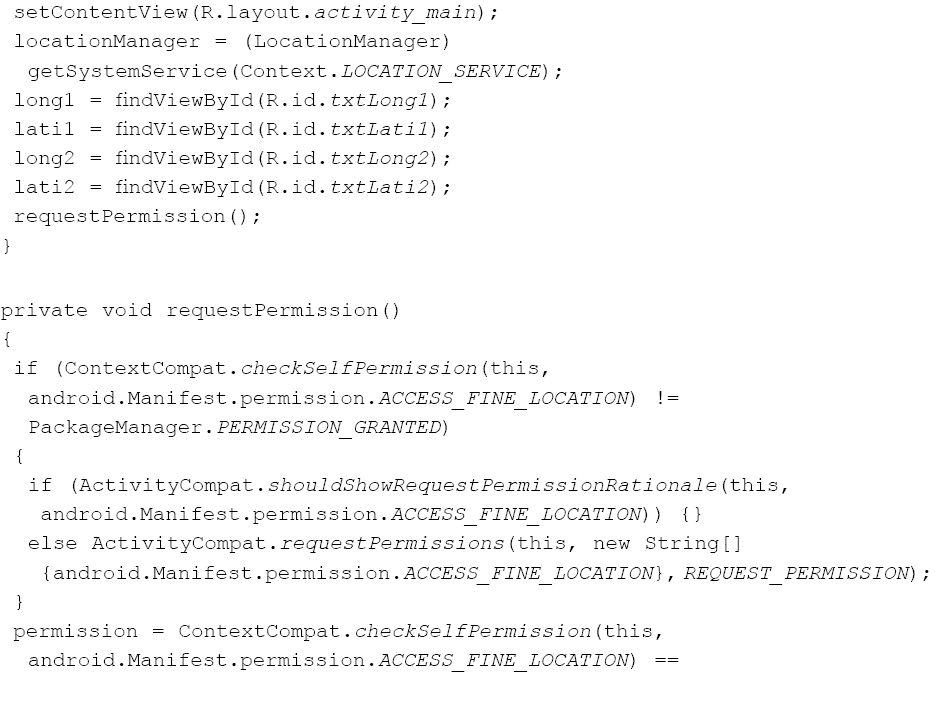 setContentView(R.layout.activity_main);
locationManager = (LocationManager)
getSystemService(Context.LOCATION_SERVICE);
long1 = findViewById(R.id.txtLong1);
lati1 = findViewById(R.id.txtLati1);
long2 = findViewById(R.id.txtLong2);
lati2 = findViewById(R.id.txtLati2);
requestPermission();
}
private void requestPermission()
{
if (ContextCompat.checkSelfPermission(this,
android.Manifest.permission.ACCESS_FINE_LOCATION) !=
PackageManager.PERMISSION_GRANTED)
{
if (ActivityCompat.shouldShowRequestPermissionRationale(this,
android.Manifest.permission.ACCESS_FINE_LOCATION)) {}
else ActivityCompat.requestPermissions(this, new String[]
{android.Manifest.permission.ACCESS_FINE_LOCATION}, REQUEST_PERMISSION);
}
permission = ContextCompat.checkSelfPermission(this,
android.Manifest.permission.ACCESS_FINE_LOCATION) ==